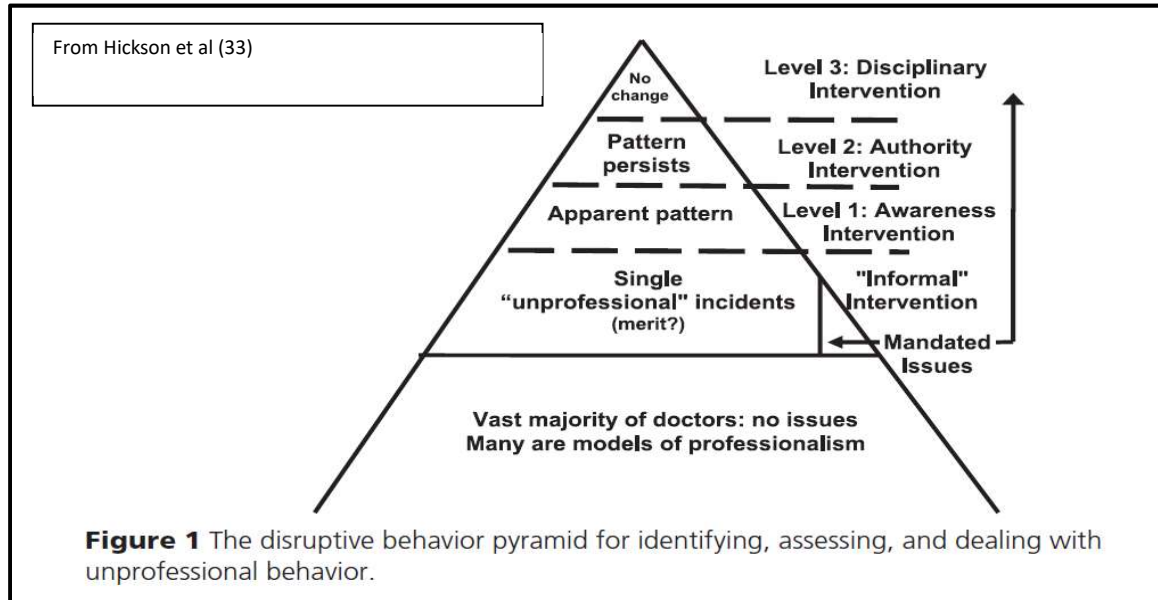 From Hickson et al (33)
No
change
Level 3: Disciplinary
Intervention
Pattern
persists
Level 2: Authority
Intervention
Apparent pattern
Level 1: Awareness
Intervention
Single
“unprofessional" incidents
(merit?)
"Informal"
Intervention
Mandated
Issues
Vast majority of doctors: no issues
Many are models of professionalism
Figure 1 The disruptive behavior pyramid for identifying, assessing, and dealing with
unprofessional behavior.